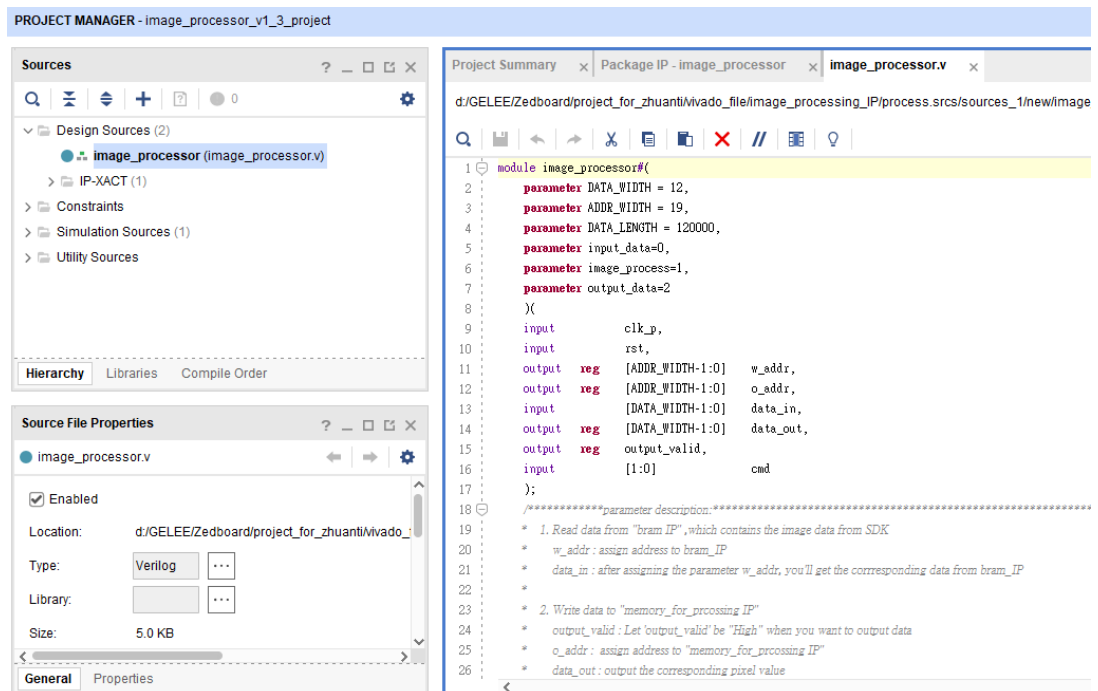 PROJECT MANAGER - image_processor_v1_3_project
Sources
0
Design Sources (2)
image_processor (image_processor.v)
IP-XACT (1)
Constraints
Simulation Sources (1)
Utility Sources
Hierarchy Libraries Compile Order
Source File Properties
image_processor.v
Enabled
Location: d:/GELEE/Zedboard/project_for_zhuanti/vivado_
Type: Verilog
Library:
Size: 5.0 KB
General Properties
Project Summary Package IP - image_processor image_processor.v
d:/GELEE/Zedboard/project_for_zhuanti/vivado_file/image_processing_IP/process.srcs/sources_1/new/image
1 module image_processor#(
2 parameter DATA_WIDTH = 12,
3 parameter ADDR_WIDTH = 19,
4 parameter DATA_LENGTH = 120000,
5 parameter input_data=0,
6 parameter image_process=1,
7 parameter output_data=2
8 )(
9 input clk_p,
10 input rst,
11 output reg [ADDR_WIDTH-1:0] w_addr,
12 output reg [ADDR_WIDTH-1:0] o_addr,
13 input [DATA_WIDTH-1:0] data_in,
14 output reg [DATA_WIDTH-1:0] data_out,
15 output reg output_valid,
16 input [1:0] cmd
17 );
18 /*************parameter description:*****************************************************
19 * 1. Read data from "bram IP" ,which contains the image data from SDK
20 * w_addr : assign address to bram_IP
21 * data_in : after assigning the parameter w_addr, you'll get the corrresponding data from bram_IP
22 *
23 * 2. Write data to "memory_for_prcossing IP"
24 * output_valid : Let 'output_valid' be "High" when you want to output data
25 * o_addr : assign address to "memory_for_prcossing IP"
26 * data_out : output the corresponding pixel value